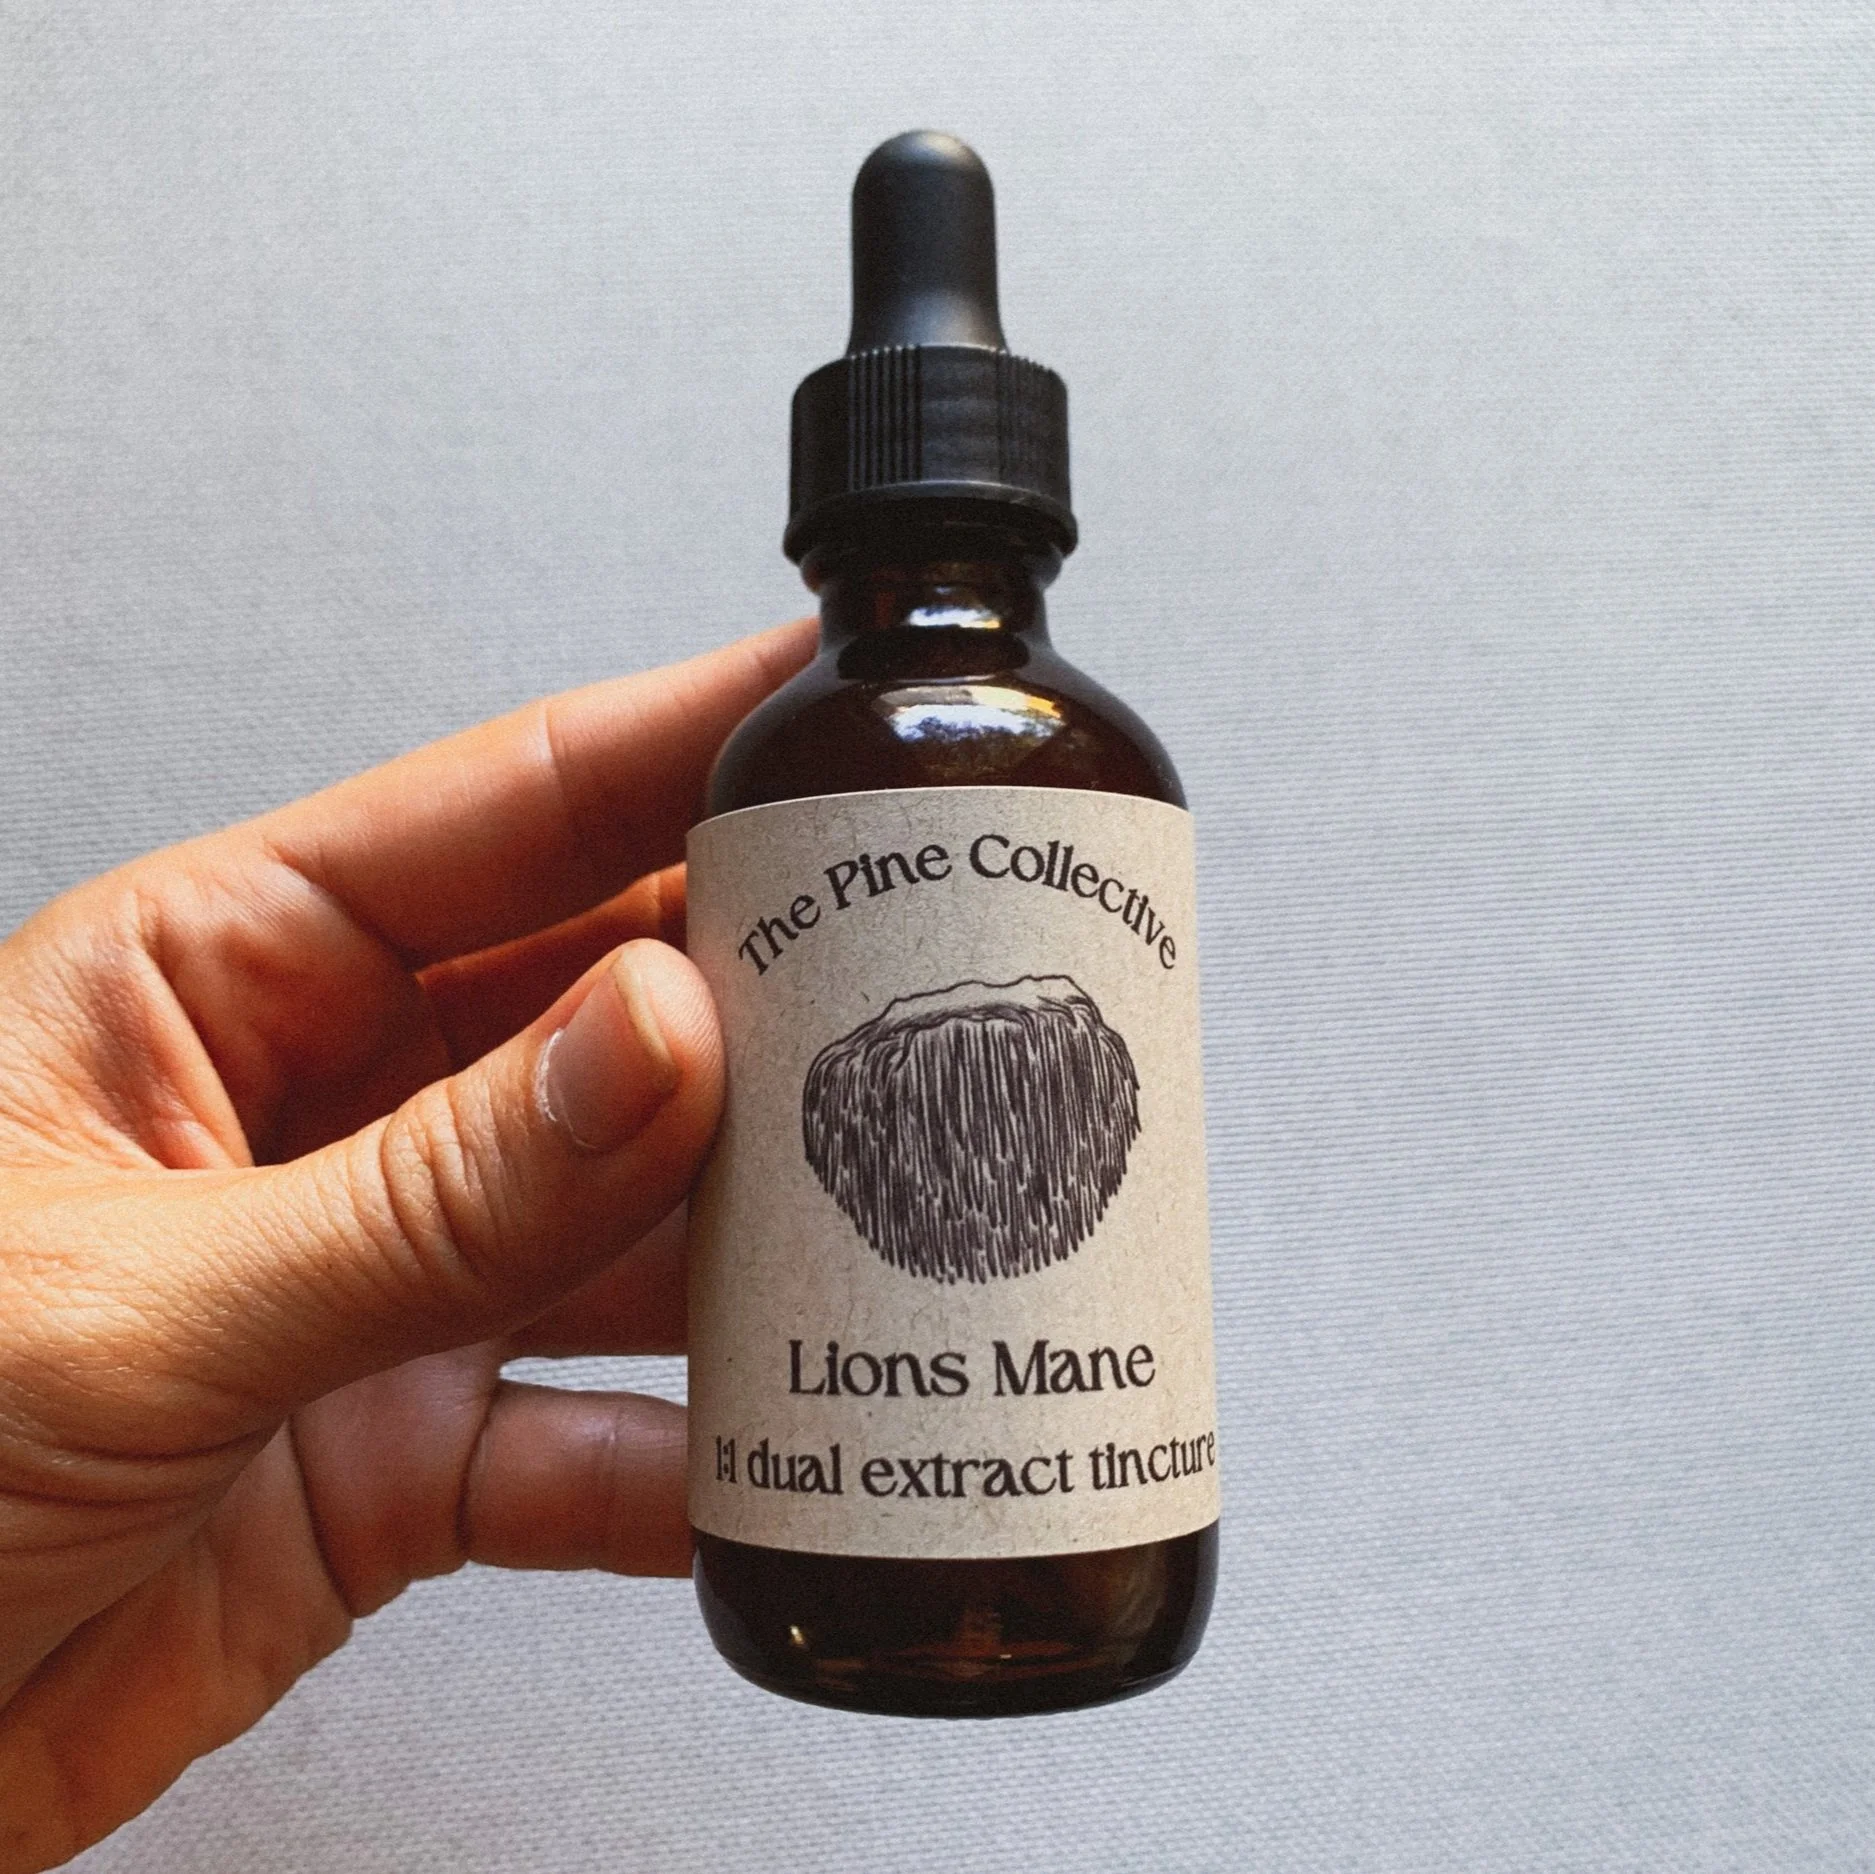 The Pine Collective
Lions Mane
1:1 dual extract tincture